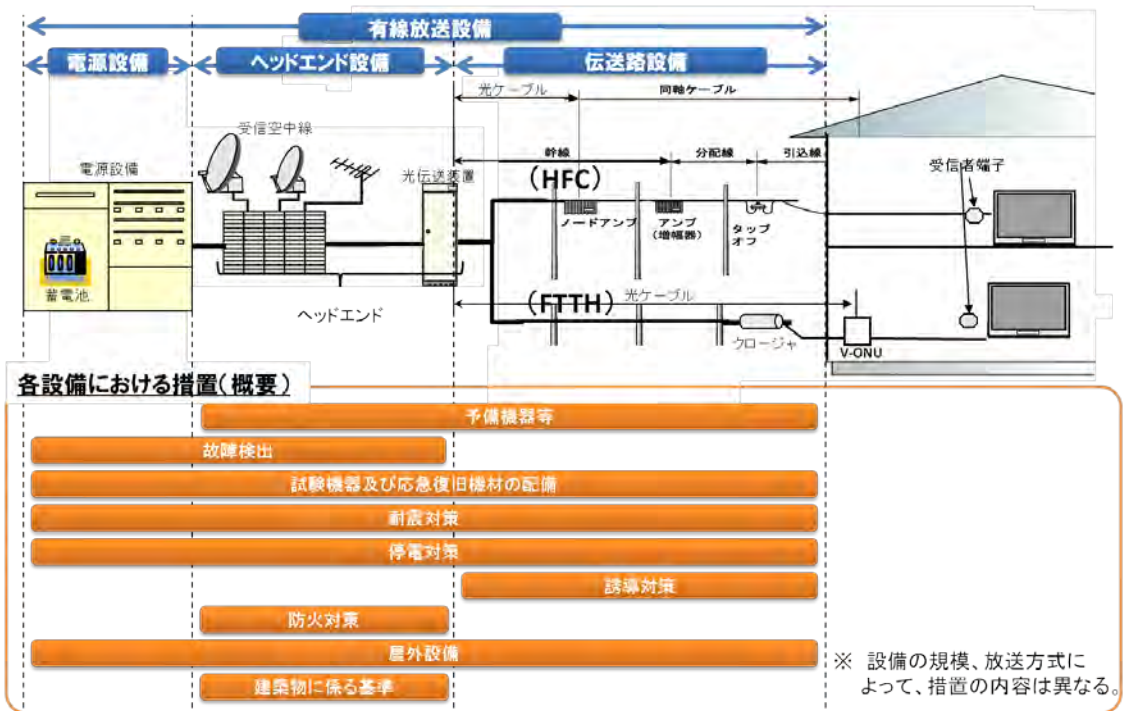 有線放送設備
電源設備
ヘッドエンド設備
伝送路設備
光ケーブル
同軸ケーブル
受信空中線
電源設備
幹線
分配線
引込線
光伝送装置
(HFC)
受信者端子
ノードアンプ
アンプ
(増幅器)
タップ
オフ
蓄電池
ヘッドエンド
(FTTH)
光ケーブル
クロージャ
V-ONU
各設備における措置(概要)
予備機器等
故障検出
試験機器及び応急復旧機材の配備
耐震対策
停電対策
誘導対策
防火対策
屋外設備
建築物に係る基準
※ 設備の規模、放送方式に
よって、措置の内容は異なる。